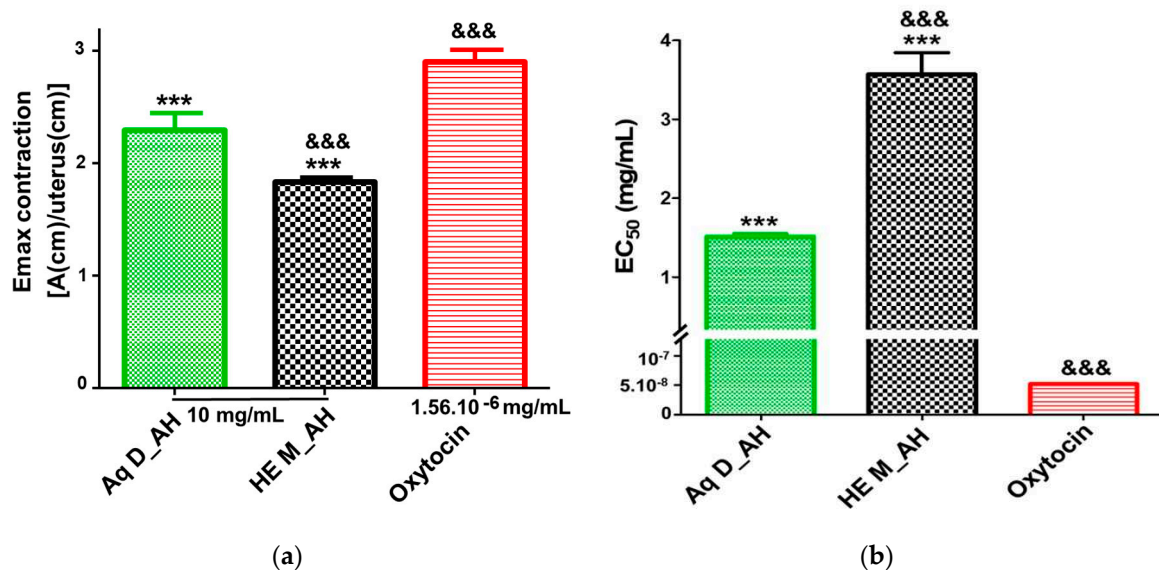 Emax contraction
[A(cm)/uterus(cm)]
3
2
1
0
***
&&&
***
&&&
10 mg/mL
1.56.10 -6 mg/mL
Aq D_AH
HE M_AH
Oxytocin
(a)
EC50 (mg/mL)
4
3
2
1
10-7
5.10-8
0
***
&&&
***
&&&
Aq D_AH
HE M_AH
Oxytocin
(b)